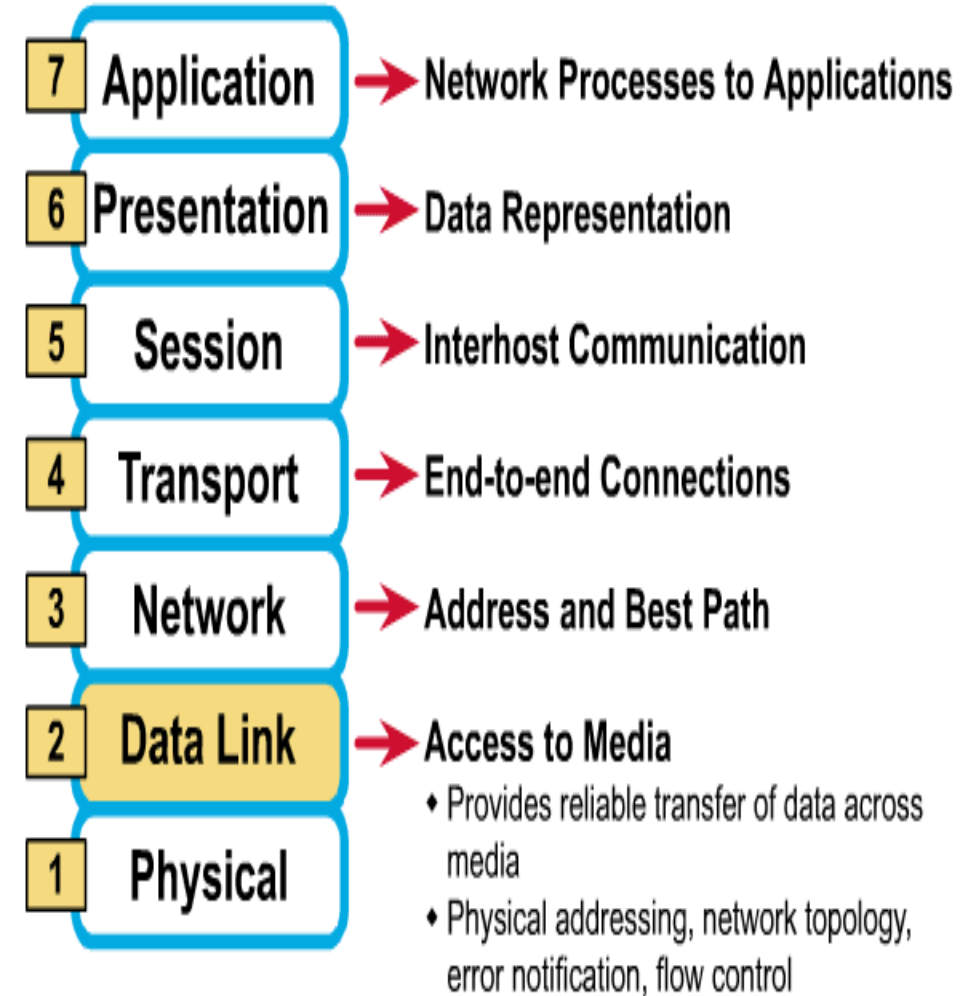 7 Application Network Processes to Applications
6 Presentation Data Representation
5 Session Interhost Communication
4 Transport End-to-end Connections
3 Network Address and Best Path
2 Data Link Access to Media
♦ Provides reliable transfer of data across
media
1 Physical
♦ Physical addressing, network topology,
error notification, flow control